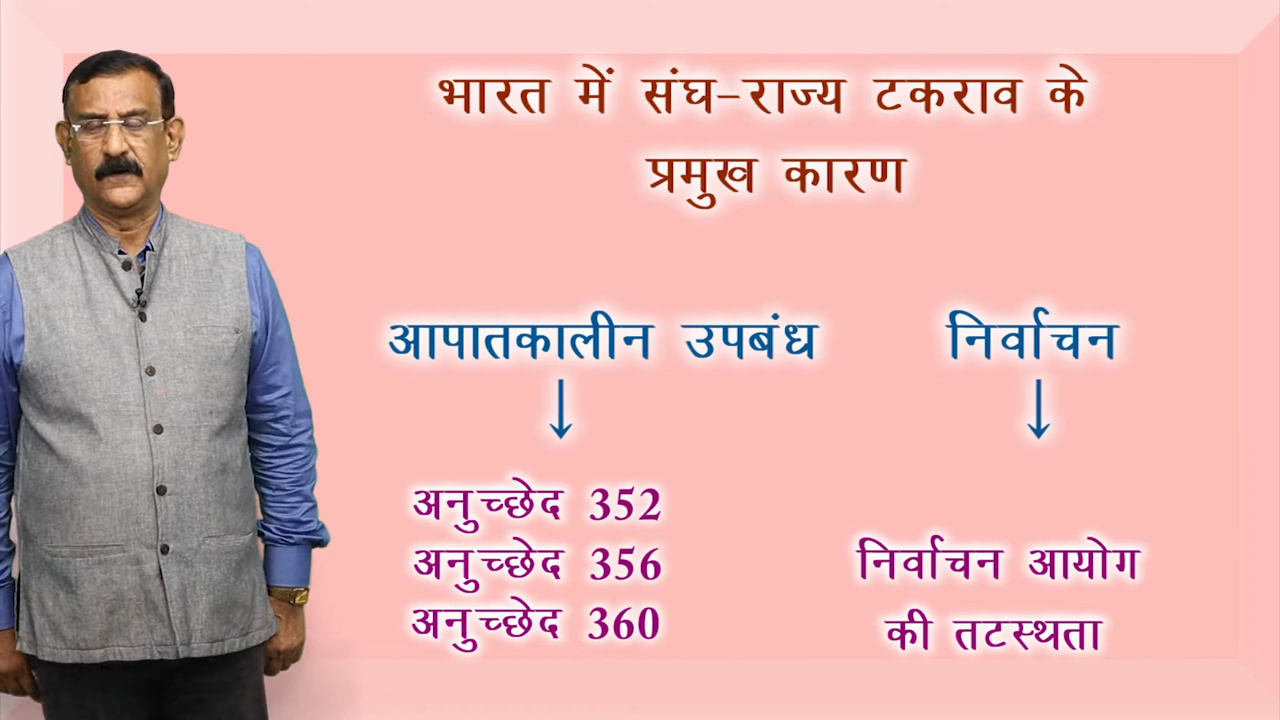 भारत में संघ-राज्य टकराव के
प्रमुख कारण
आपातकालीन उपबंध
↓
अनुच्छेद 352
अनुच्छेद 356
अनुच्छेद 360
निर्वाचन
↓
निर्वाचन आयोग
की तटस्थता